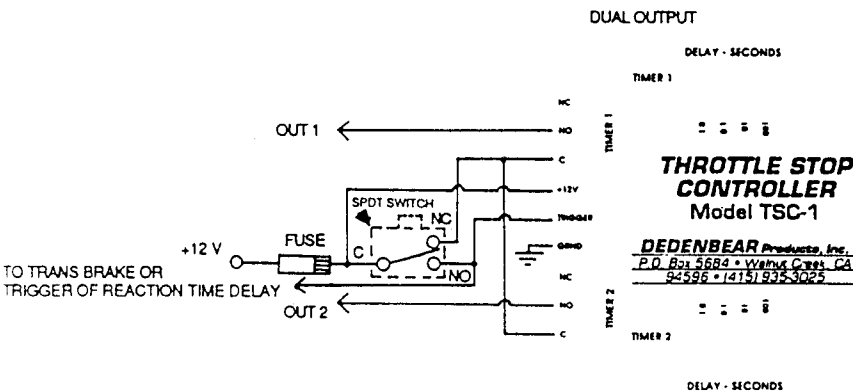 DUAL OUTPUT
DELAY - SECONDS
TIMER 1
NC
OUT 1
NO
TIMER 1
C
THROTTLE STOP
CONTROLLER
Model TSC-1
+12V
SPDT SWITCH
NC
TRIGGER
+12 V
FUSE
C
GRND
DEDENBEAR Products, Inc.
P.O. Box 5684 • Walnut Creek, CA
94596 • (415) 935-3025
TO TRANS BRAKE OR
TRIGGER OF REACTION TIME DELAY
NO
NC
OUT 2
NO
TIMER 2
C
TIMER 2
DELAY - SECONDS